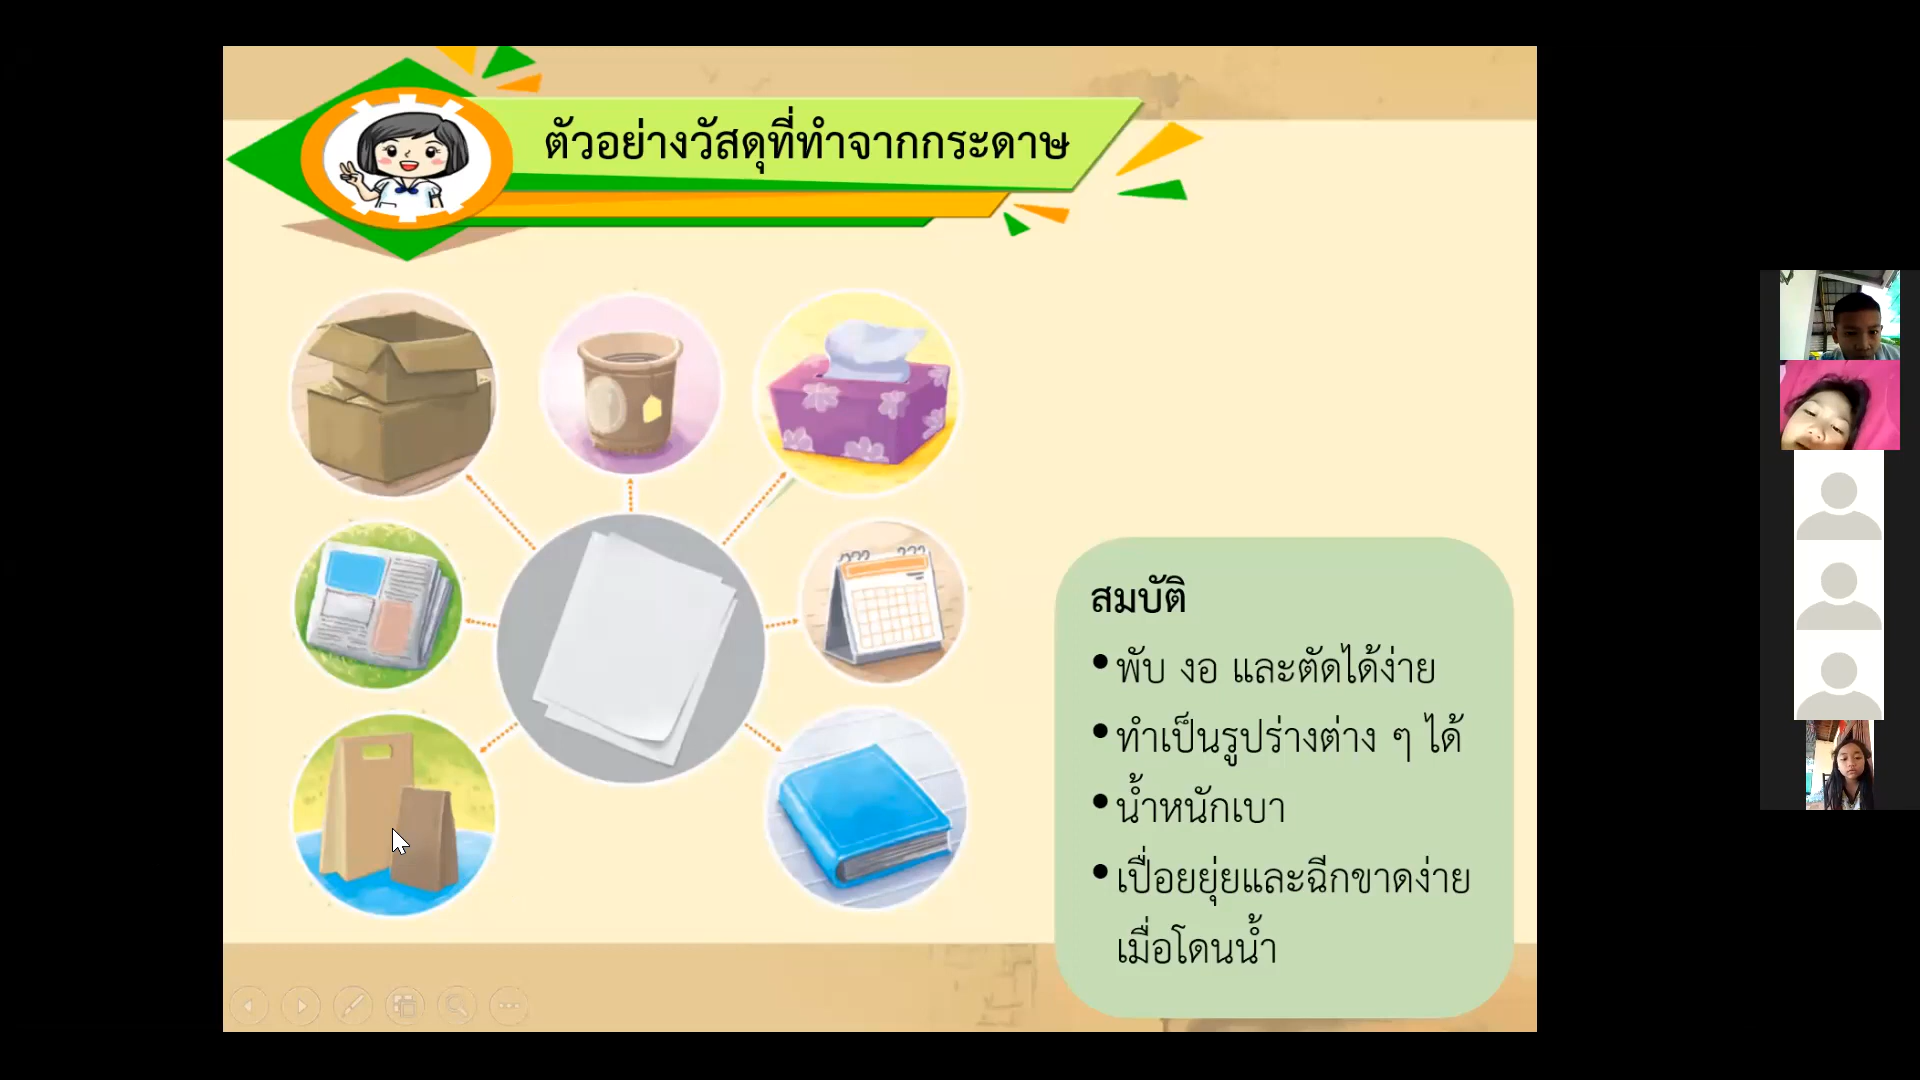 ตัวอย่างวัสดุที่ทำจากกระดาษ
สมบัติ
•พับ งอ และตัดได้ง่าย
•ทำเป็นรูปร่างต่าง ๆ ได้
•น้ำหนักเบา
•เปื่อยยุ่ยและฉีกขาดง่าย
เมื่อโดนน้ำ